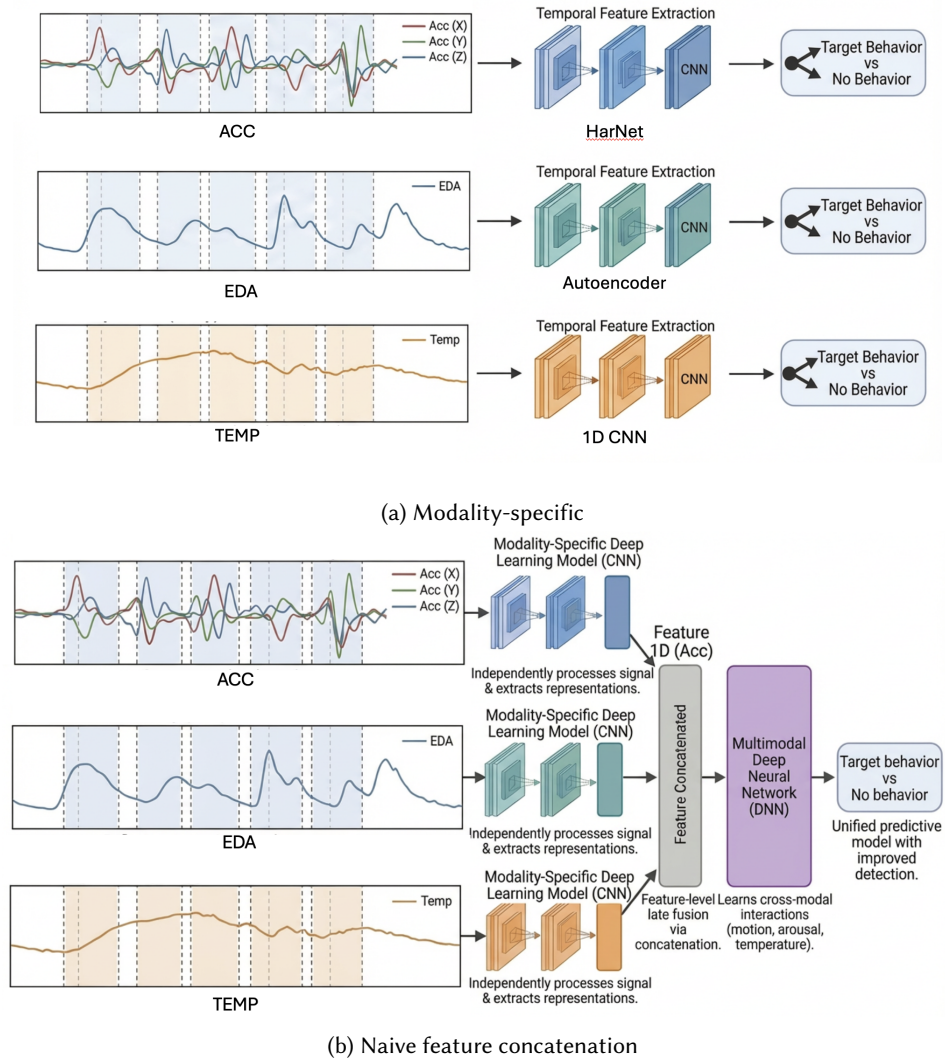 Acc (X)
Acc (Y)
Acc (Z)
ACC
Temporal Feature Extraction
CNN
HarNet
Target Behavior
vs
No Behavior
EDA
EDA
Temporal Feature Extraction
CNN
Autoencoder
Target Behavior
vs
No Behavior
Temp
TEMP
Temporal Feature Extraction
CNN
1D CNN
Target Behavior
vs
No Behavior
(a) Modality-specific
Acc (X)
Acc (Y)
Acc (Z)
ACC
Modality-Specific Deep
Learning Model (CNN)
Independently processes signal
& extracts representations.
EDA
EDA
Modality-Specific Deep
Learning Model (CNN)
Independently processes signal
& extracts representations.
Temp
TEMP
Modality-Specific Deep
Learning Model (CNN)
Independently processes signal
& extracts representations.
Feature
1D (Acc)
Feature Concatenated
Feature-level
late fusion
via
concatenation.
Multimodal
Deep
Neural
Network
(DNN)
Learns cross-modal
interactions
(motion, arousal,
temperature).
Target behavior
vs
No behavior
Unified predictive
model with
improved
detection.
(b) Naive feature concatenation